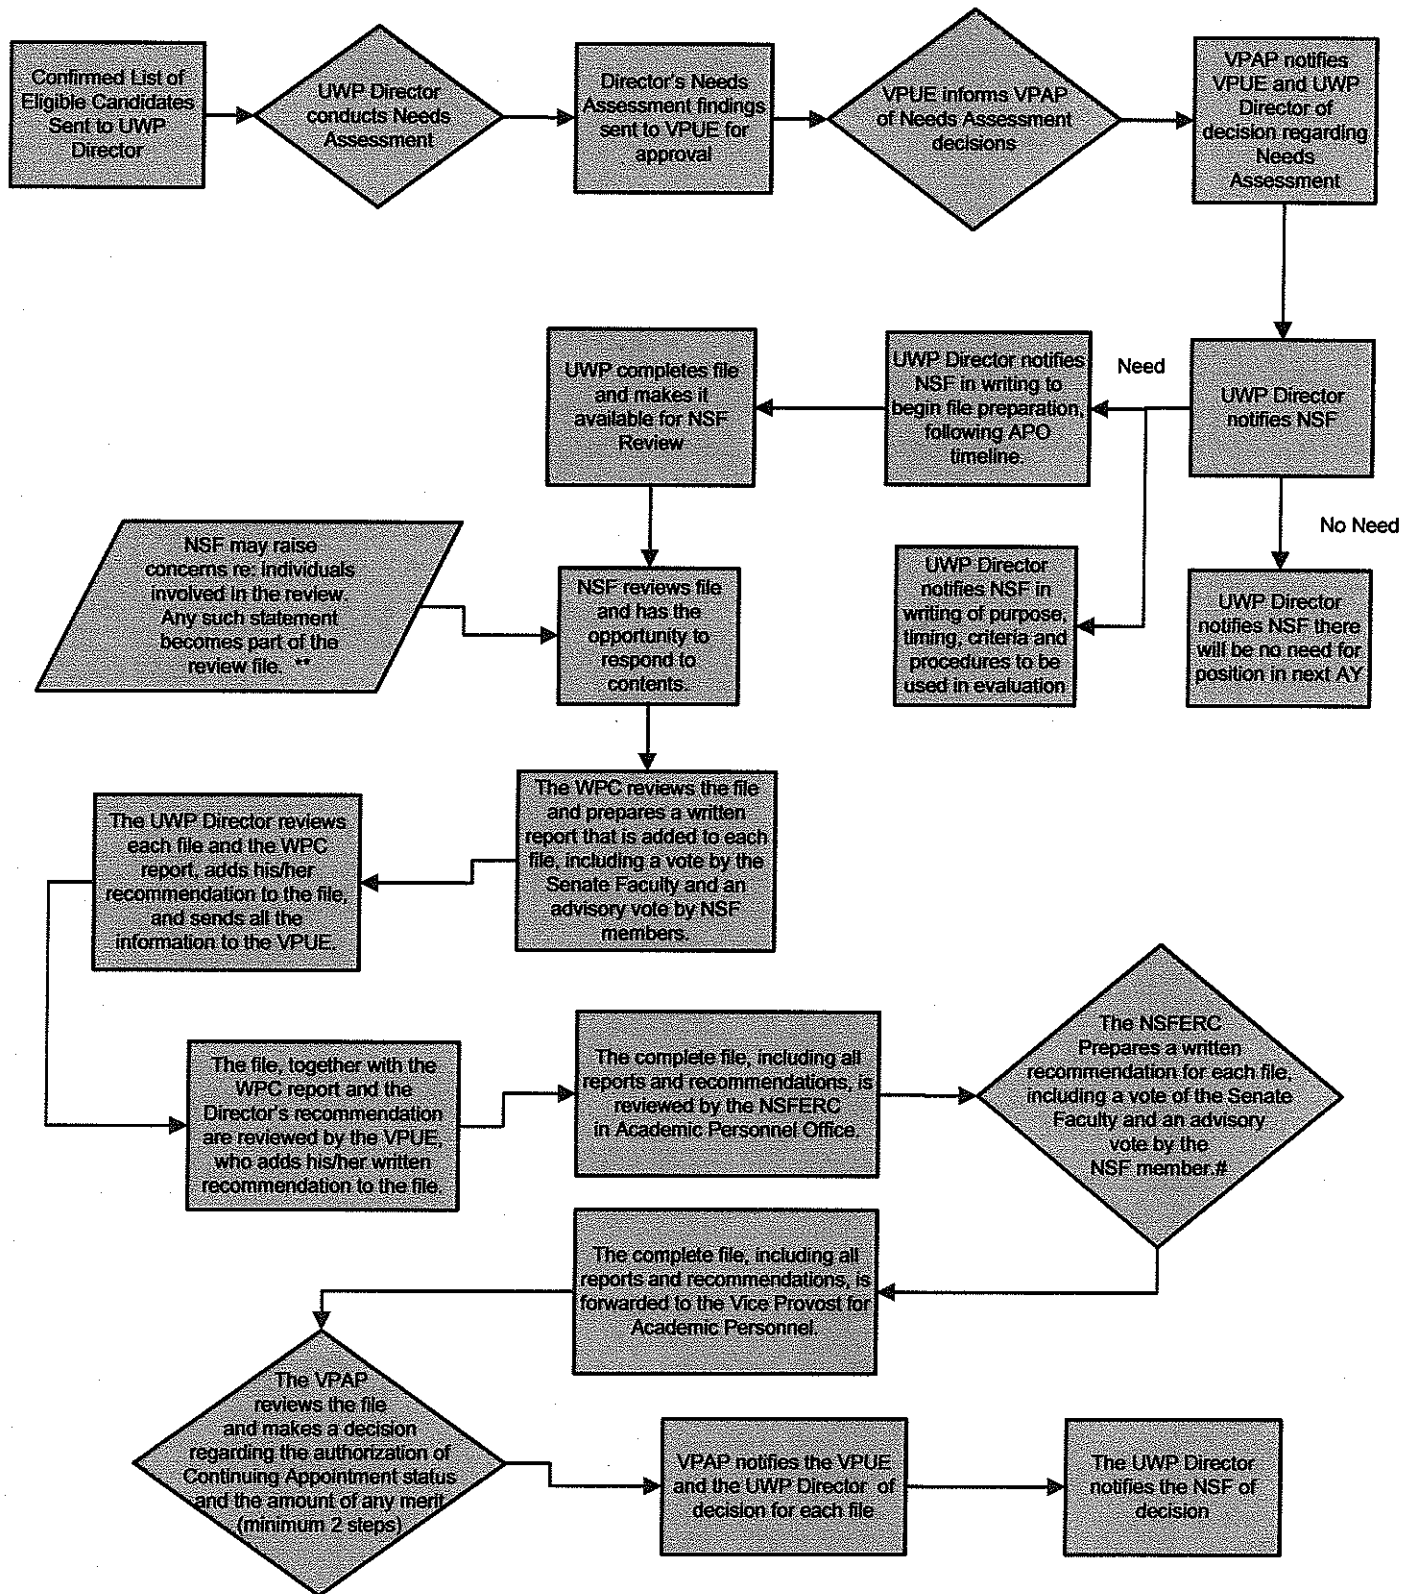 Confirmed List of
Eligible Candidates
Sent to UWP
Director
UWP Director
conducts Needs
Assessment
Director's Needs
Assessment findings
sent to VPUE for
approval
VPUE informs VPAP
of Needs Assessment
decisions
VPAP notifies
VPUE and UWP
Director of
decision regarding
Needs
Assessment
UWP Director
notifies NSF
Need
No Need
UWP Director notifies
NSF in writing to
begin file preparation,
following APO
timeline.
UWP completes file
and makes it
available for NSF
Review
UWP Director
notifies NSF in
writing of purpose,
timing, criteria and
procedures to be
used in evaluation
UWP Director
notifies NSF there
will be no need for
position in next AY
NSF may raise
concerns re: Individuals
involved in the review.
Any such statement
becomes part of the
review file. **
NSF reviews file
and has the
opportunity to
respond to
contents.
The WPC reviews the file
and prepares a written
report that is added to each
file, including a vote by the
Senate Faculty and an
advisory vote by NSF
members.
The UWP Director reviews
each file and the WPC
report, adds his/her
recommendation to the file,
and sends all the
information to the VPUE.
The file, together with the
WPC report and the
Director's recommendation
are reviewed by the VPUE,
who adds his/her written
recommendation to the file.
The complete file, including all
reports and recommendations, is
reviewed by the NSFERC
in Academic Personnel Office.
The NSFERC
Prepares a written
recommendation for each file,
including a vote of the Senate
Faculty and an advisory
vote by the
NSF member.#
The complete file, including all
reports and recommendations, is
forwarded to the Vice Provost for
Academic Personnel.
The VPAP
reviews the file
and makes a decision
regarding the authorization of
Continuing Appointment status
and the amount of any merit
(minimum 2 steps)
VPAP notifies the VPUE
and the UWP Director of
decision for each file
The UWP Director
notifies the NSF of
decision